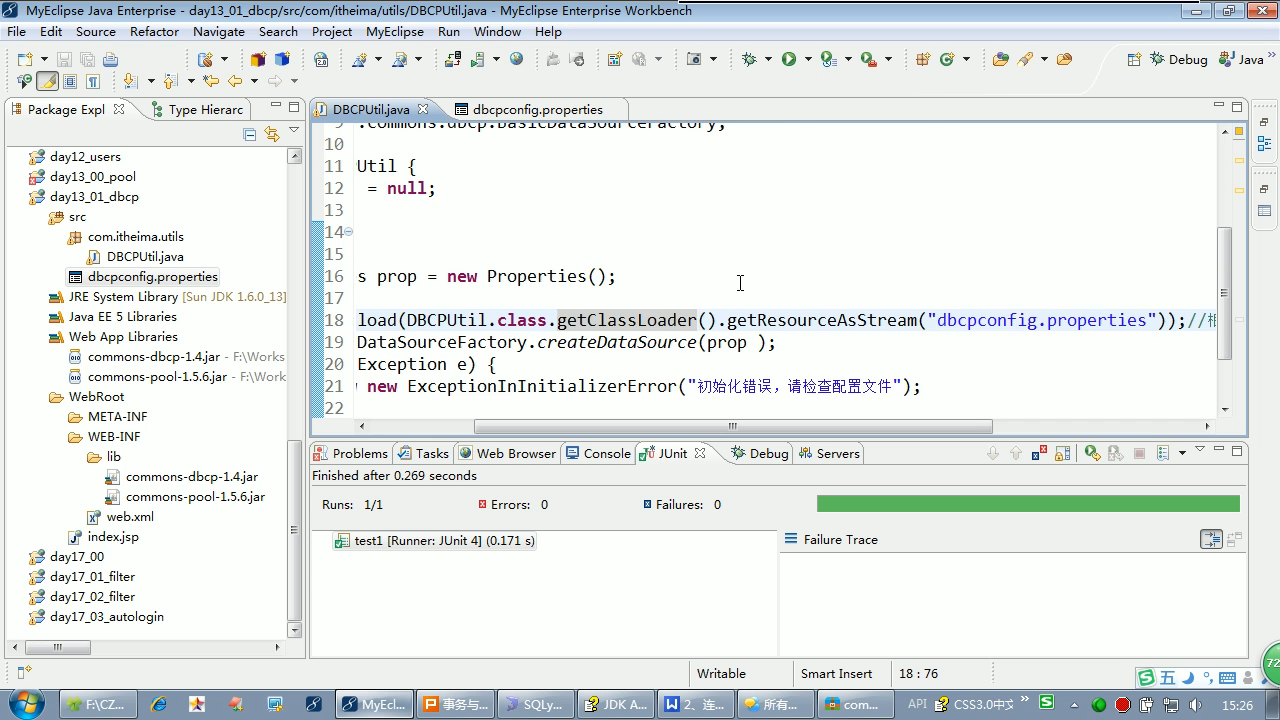 MyEclipse Java Enterprise - day13_01_dbcp/src/com/itheima/utils/DBCPUtil.java - MyEclipse Enterprise Workbench
File Edit Source Refactor Navigate Search Project MyEclipse Run Window Help
Debug Java
Package Expl Type Hierarc
day12_users
day13_00_pool
day13_01_dbcp
src
com.itheima.utils
DBCPUtil.java
dbcpconfig.properties
JRE System Library [Sun JDK 1.6.0_13]
Java EE 5 Libraries
Web App Libraries
commons-dbcp-1.4.jar - F:\Works
commons-pool-1.5.6.jar - F:\Work
WebRoot
META-INF
WEB-INF
lib
commons-dbcp-1.4.jar
commons-pool-1.5.6.jar
web.xml
index.jsp
day17_00
day17_01_filter
day17_02_filter
day17_03_autologin
DBCPUtil.java dbcpconfig.properties
9 .commons.dbcp.BasicDataSourceFactory;
10
11 Util {
12 = null;
13
14
15
16 s prop = new Properties();
17
18 load(DBCPUtil.class.getClassLoader().getResourceAsStream("dbcpconfig.properties"));//根
19 DataSourceFactory.createDataSource(prop );
20 Exception e) {
21 new ExceptionInInitializerError("初始化错误，请检查配置文件");
22
Problems Tasks Web Browser Console JUnit Debug Servers
Finished after 0.269 seconds
Runs: 1/1 Errors: 0 Failures: 0
test1 [Runner: JUnit 4] (0.171 s)
Failure Trace
Writable Smart Insert 18 : 76
五
72
F:\CZ... MyEcl... 事务与... SQLy... JDK A... 2、连... 所有... com... API CSS3.0中文 15:26